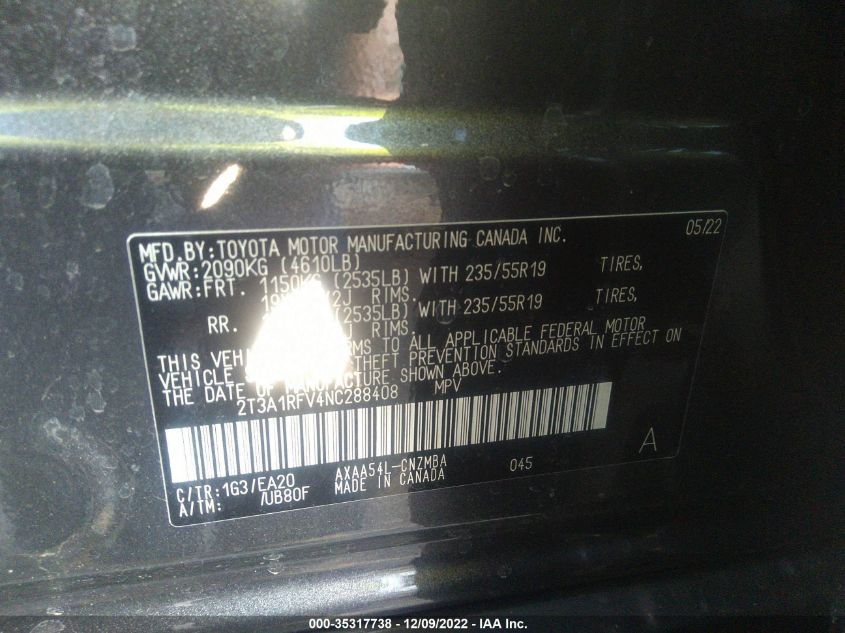 05/22
MFD.BY:TOYOTA MOTOR MANUFACTURING CANADA INC.
GVWR:2090KG (4610LB)
GAWR:FRT. 1150KG (2535LB) WITH 235/55R19 TIRES,
RIMS.
RR. (2535LB) WITH 235/55R19 TIRES,
RIMS.
THIS TO ALL APPLICABLE FEDERAL MOTOR
VEHICLE THEFT PREVENTION STANDARDS IN EFFECT ON
THE DATE OF MANUFACTURE SHOWN ABOVE.
2T3A1RFV4NC288408 MPV
A
C/TR:1G3/EA20 AXAA54L-CNZMBA 045
A/TM: /UB80F MADE IN CANADA
000-35317738 - 12/09/2022 - IAA Inc.